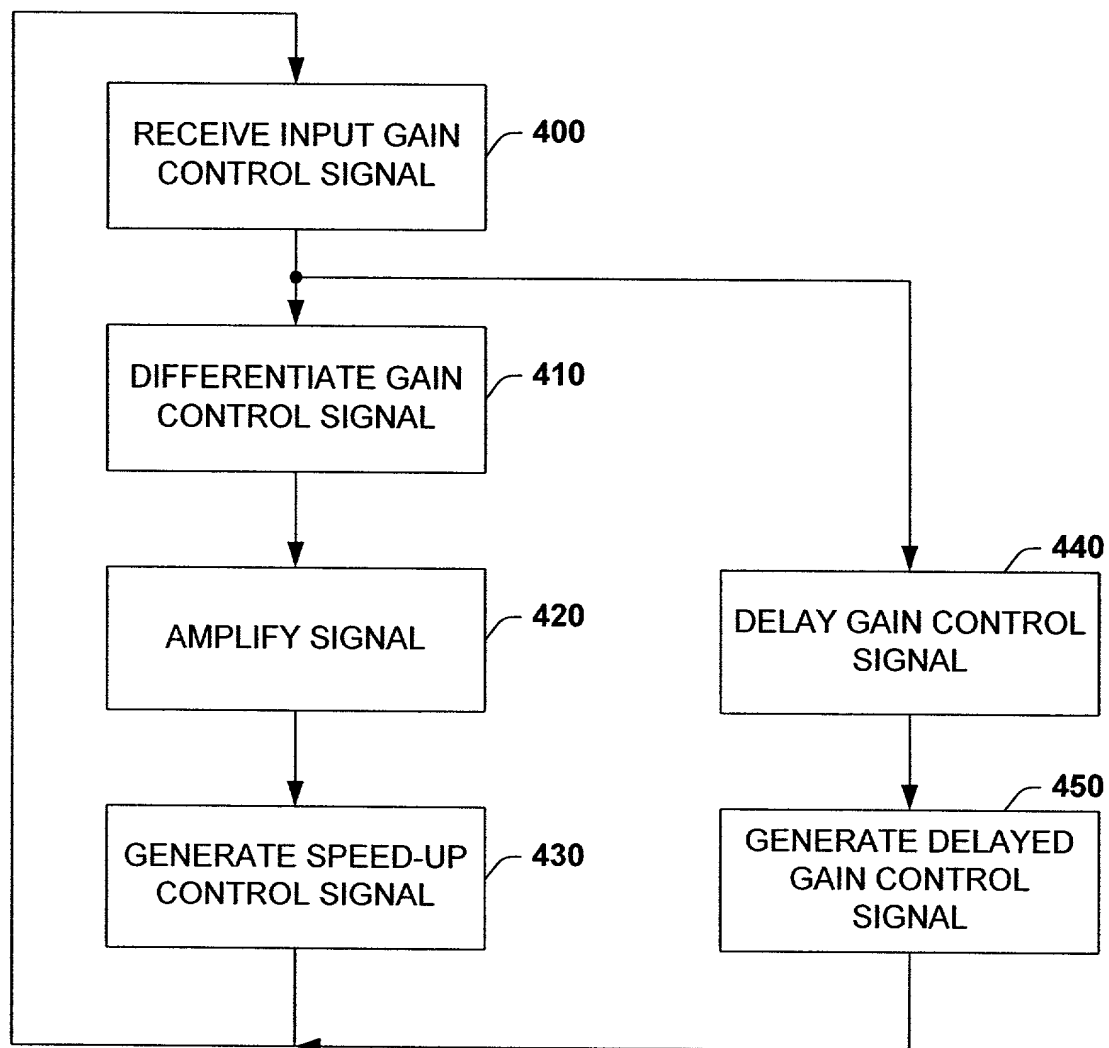 RECEIVE INPUT GAIN
CONTROL SIGNAL
400
DIFFERENTIATE GAIN
CONTROL SIGNAL
410
AMPLIFY SIGNAL
420
GENERATE SPEED-UP
CONTROL SIGNAL
430
440
DELAY GAIN CONTROL
SIGNAL
450
GENERATE DELAYED
GAIN CONTROL
SIGNAL